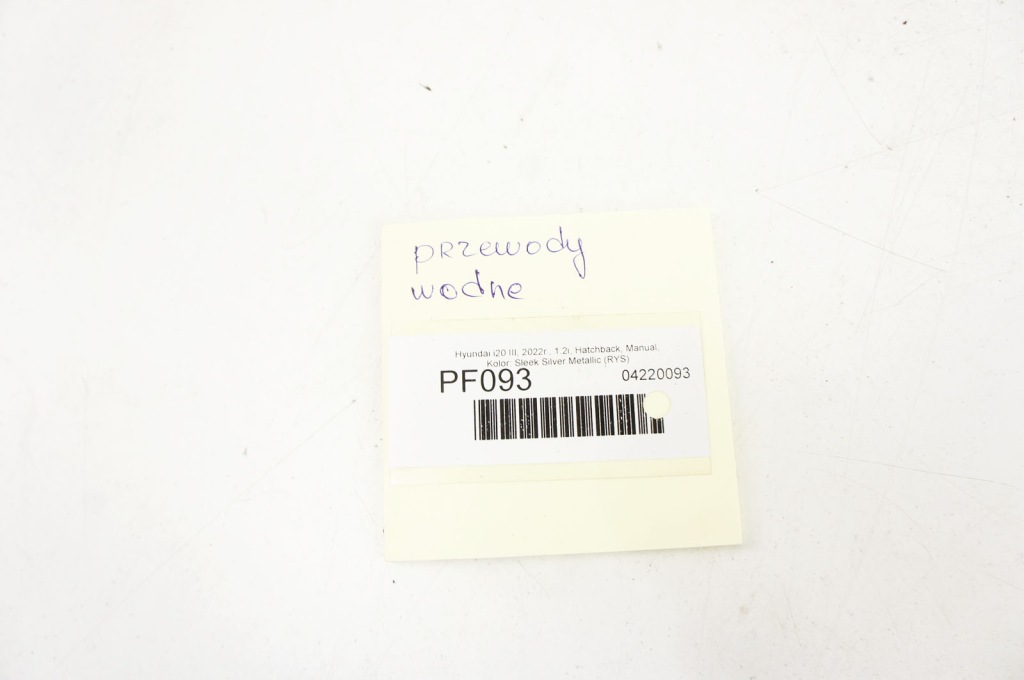 przewody
wodne
Hyundai i20 III, 2022r., 1.2i, Hatchback, Manual,
Kolor: Sleek Silver Metallic (RYS)
PF093 04220093